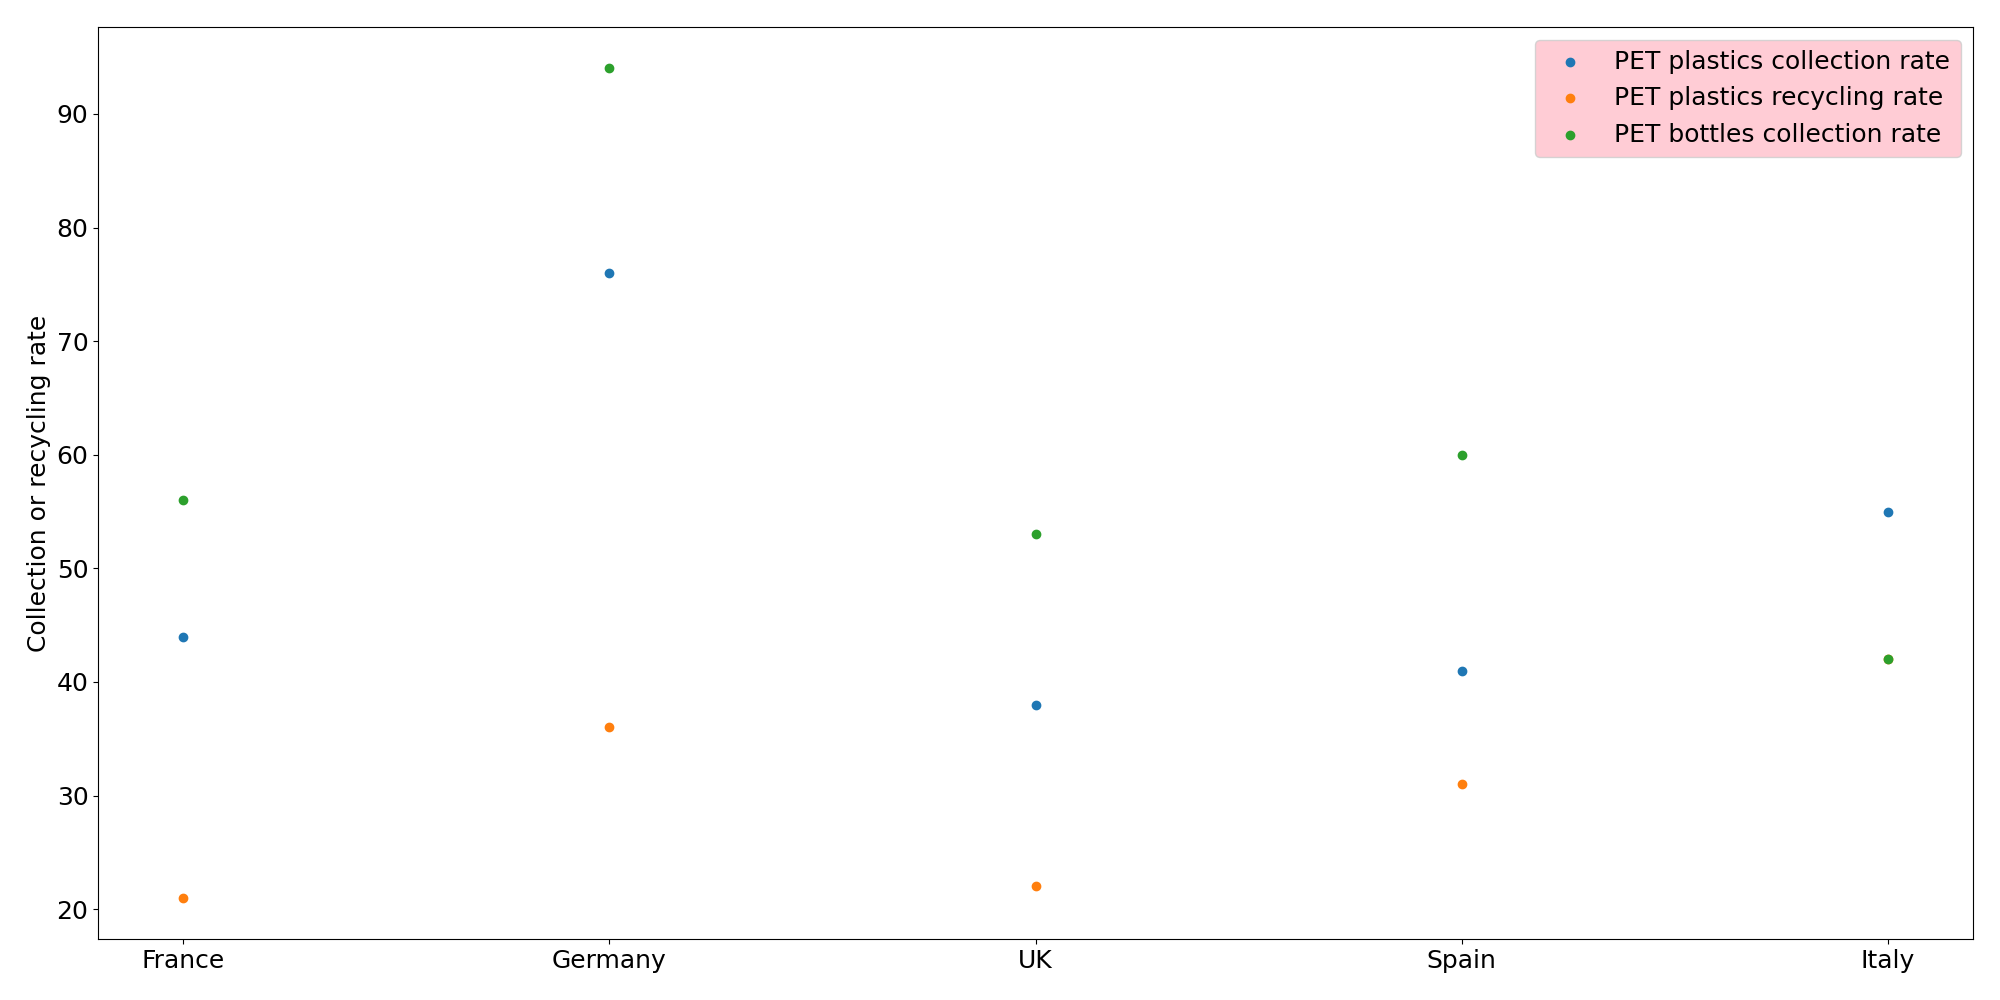 PET plastics collection rate
PET plastics recycling rate
PET bottles collection rate
Collection or recycling rate
90
80
70
60
50
40
30
20
France Germany UK Spain Italy